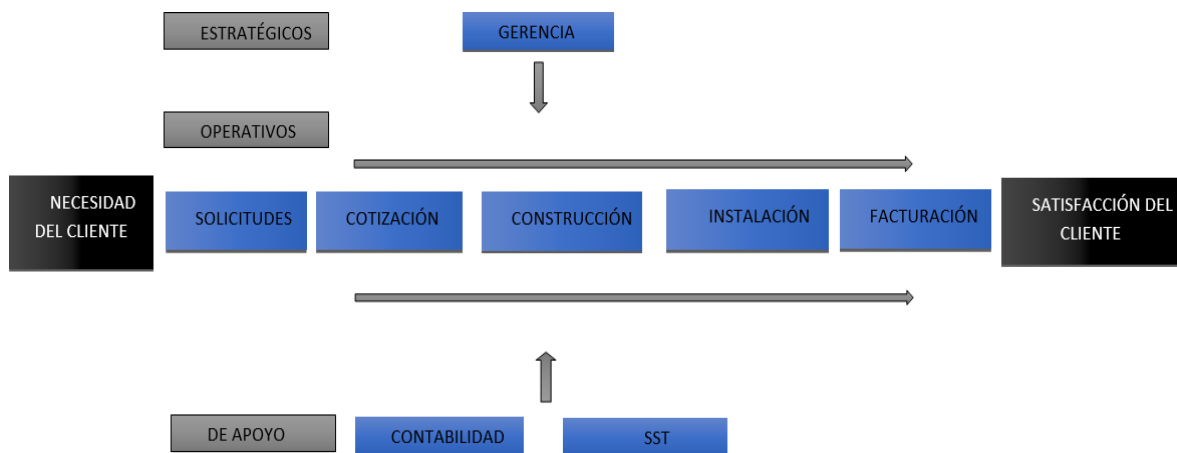 ESTRATÉGICOS
GERENCIA
OPERATIVOS
NECESIDAD
DEL CLIENTE
SOLICITUDES
COTIZACIÓN
CONSTRUCCIÓN
INSTALACIÓN
FACTURACIÓN
SATISFACCIÓN DEL
CLIENTE
DE APOYO
CONTABILIDAD
SST